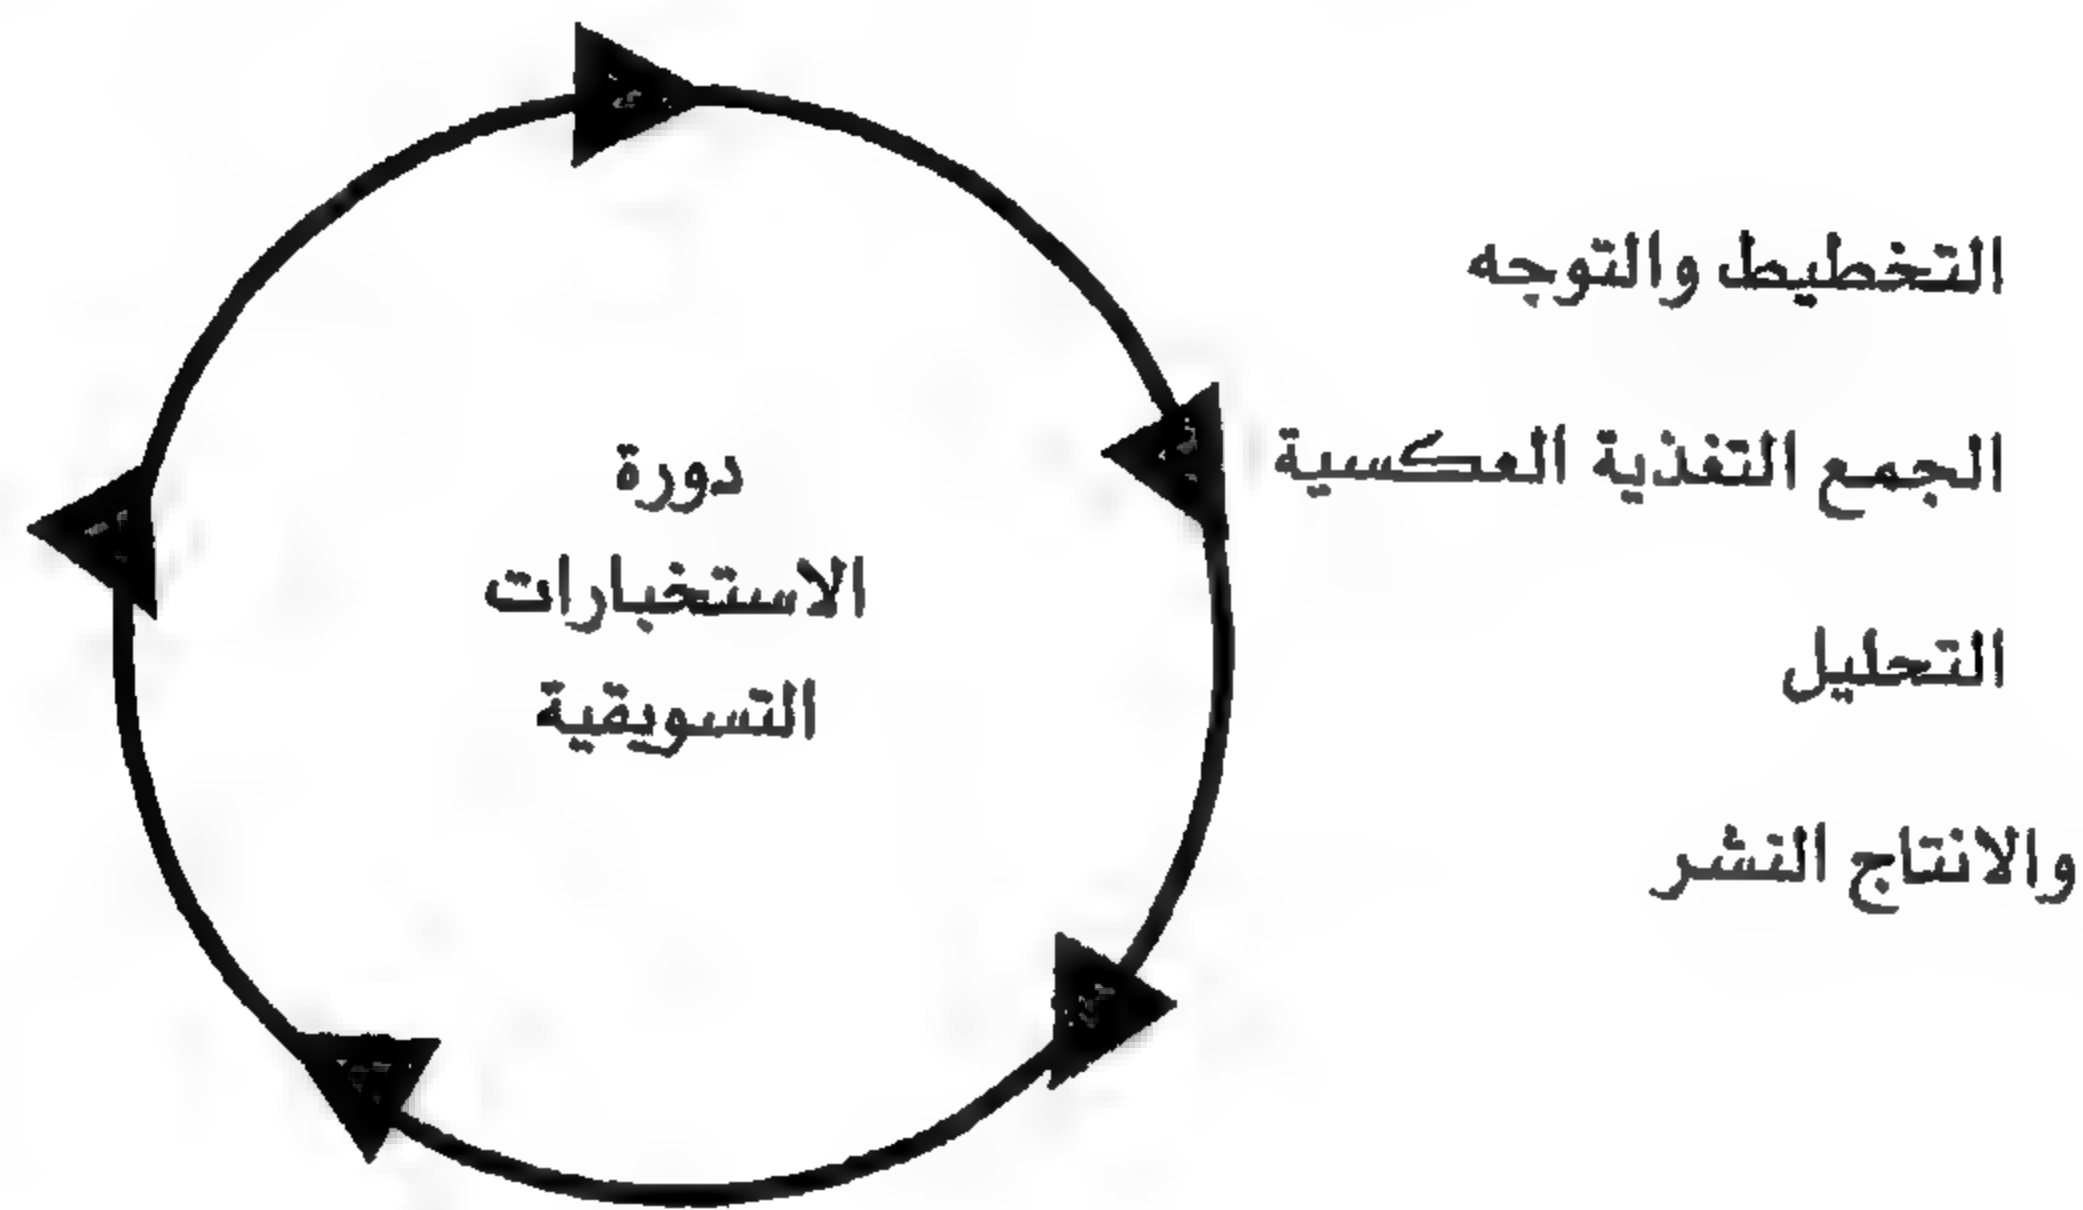 دورة
الاستخبارات
التسويقية
التخطيط والتوجه
الجمع التغذية العكسية
التحليل
والانتاج النشر